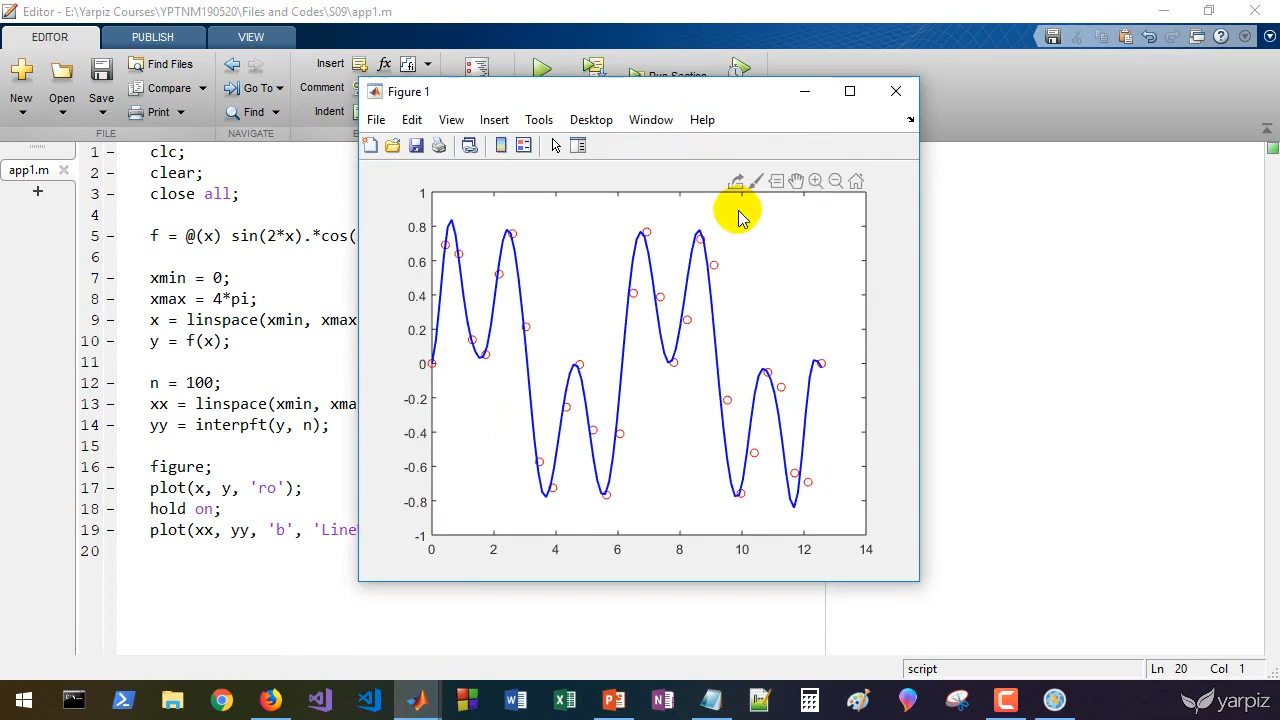 Editor - E:\Yarpiz Courses\YPTNM190520\Files and Codes\S09\app1.m
EDITOR PUBLISH VIEW
New Open Save Find Files Compare Print Go To Find Insert fx Comment Indent Run Section
FILE NAVIGATE
app1.m
Figure 1
File Edit View Insert Tools Desktop Window Help
1 clc;
2 clear;
3 close all;
4
5 f = @(x) sin(2*x).*cos(
6
7 xmin = 0;
8 xmax = 4*pi;
9 x = linspace(xmin, xmax
10 y = f(x);
11
12 n = 100;
13 xx = linspace(xmin, xma
14 yy = interpft(y, n);
15
16 figure;
17 plot(x, y, 'ro');
18 hold on;
19 plot(xx, yy, 'b', 'Line
20
1
0.8
0.6
0.4
0.2
0
-0.2
-0.4
-0.6
-0.8
-1
0 2 4 6 8 10 12 14
script Ln 20 Col 1
yarpiz